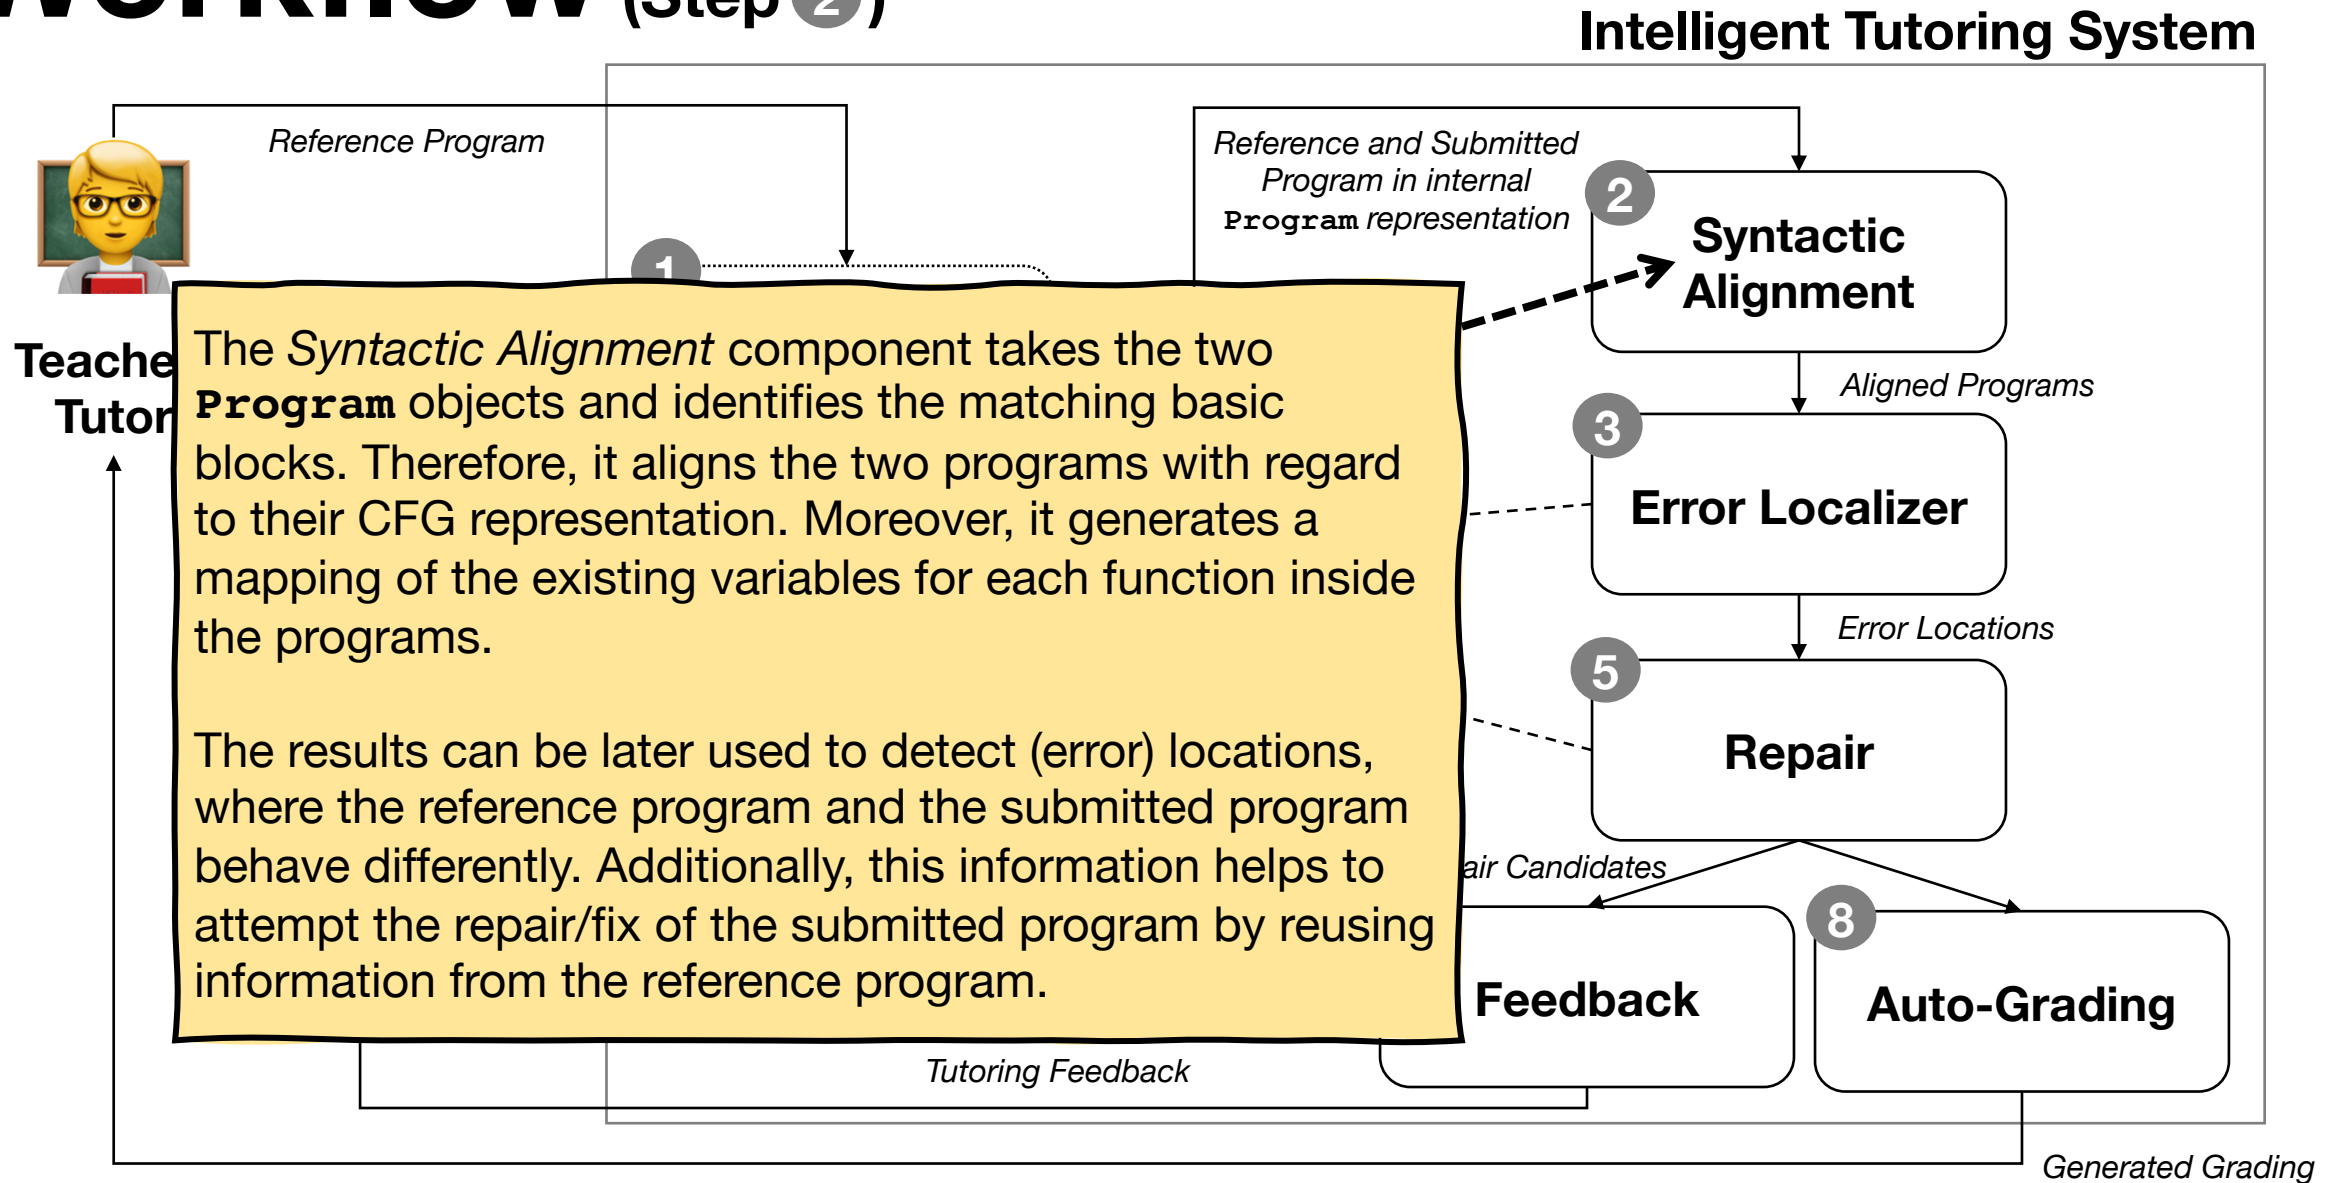 Workflow (Step 2)
Intelligent Tutoring System
Reference Program
Reference and Submitted
Program in internal
Program representation
2
Syntactic
Alignment
1
Teache
Tutor
The Syntactic Alignment component takes the two
Program objects and identifies the matching basic
blocks. Therefore, it aligns the two programs with regard
to their CFG representation. Moreover, it generates a
mapping of the existing variables for each function inside
the programs.
The results can be later used to detect (error) locations,
where the reference program and the submitted program
behave differently. Additionally, this information helps to
attempt the repair/fix of the submitted program by reusing
information from the reference program.
Aligned Programs
3
Error Localizer
Error Locations
5
Repair
air Candidates
Feedback
8
Auto-Grading
Tutoring Feedback
Generated Grading